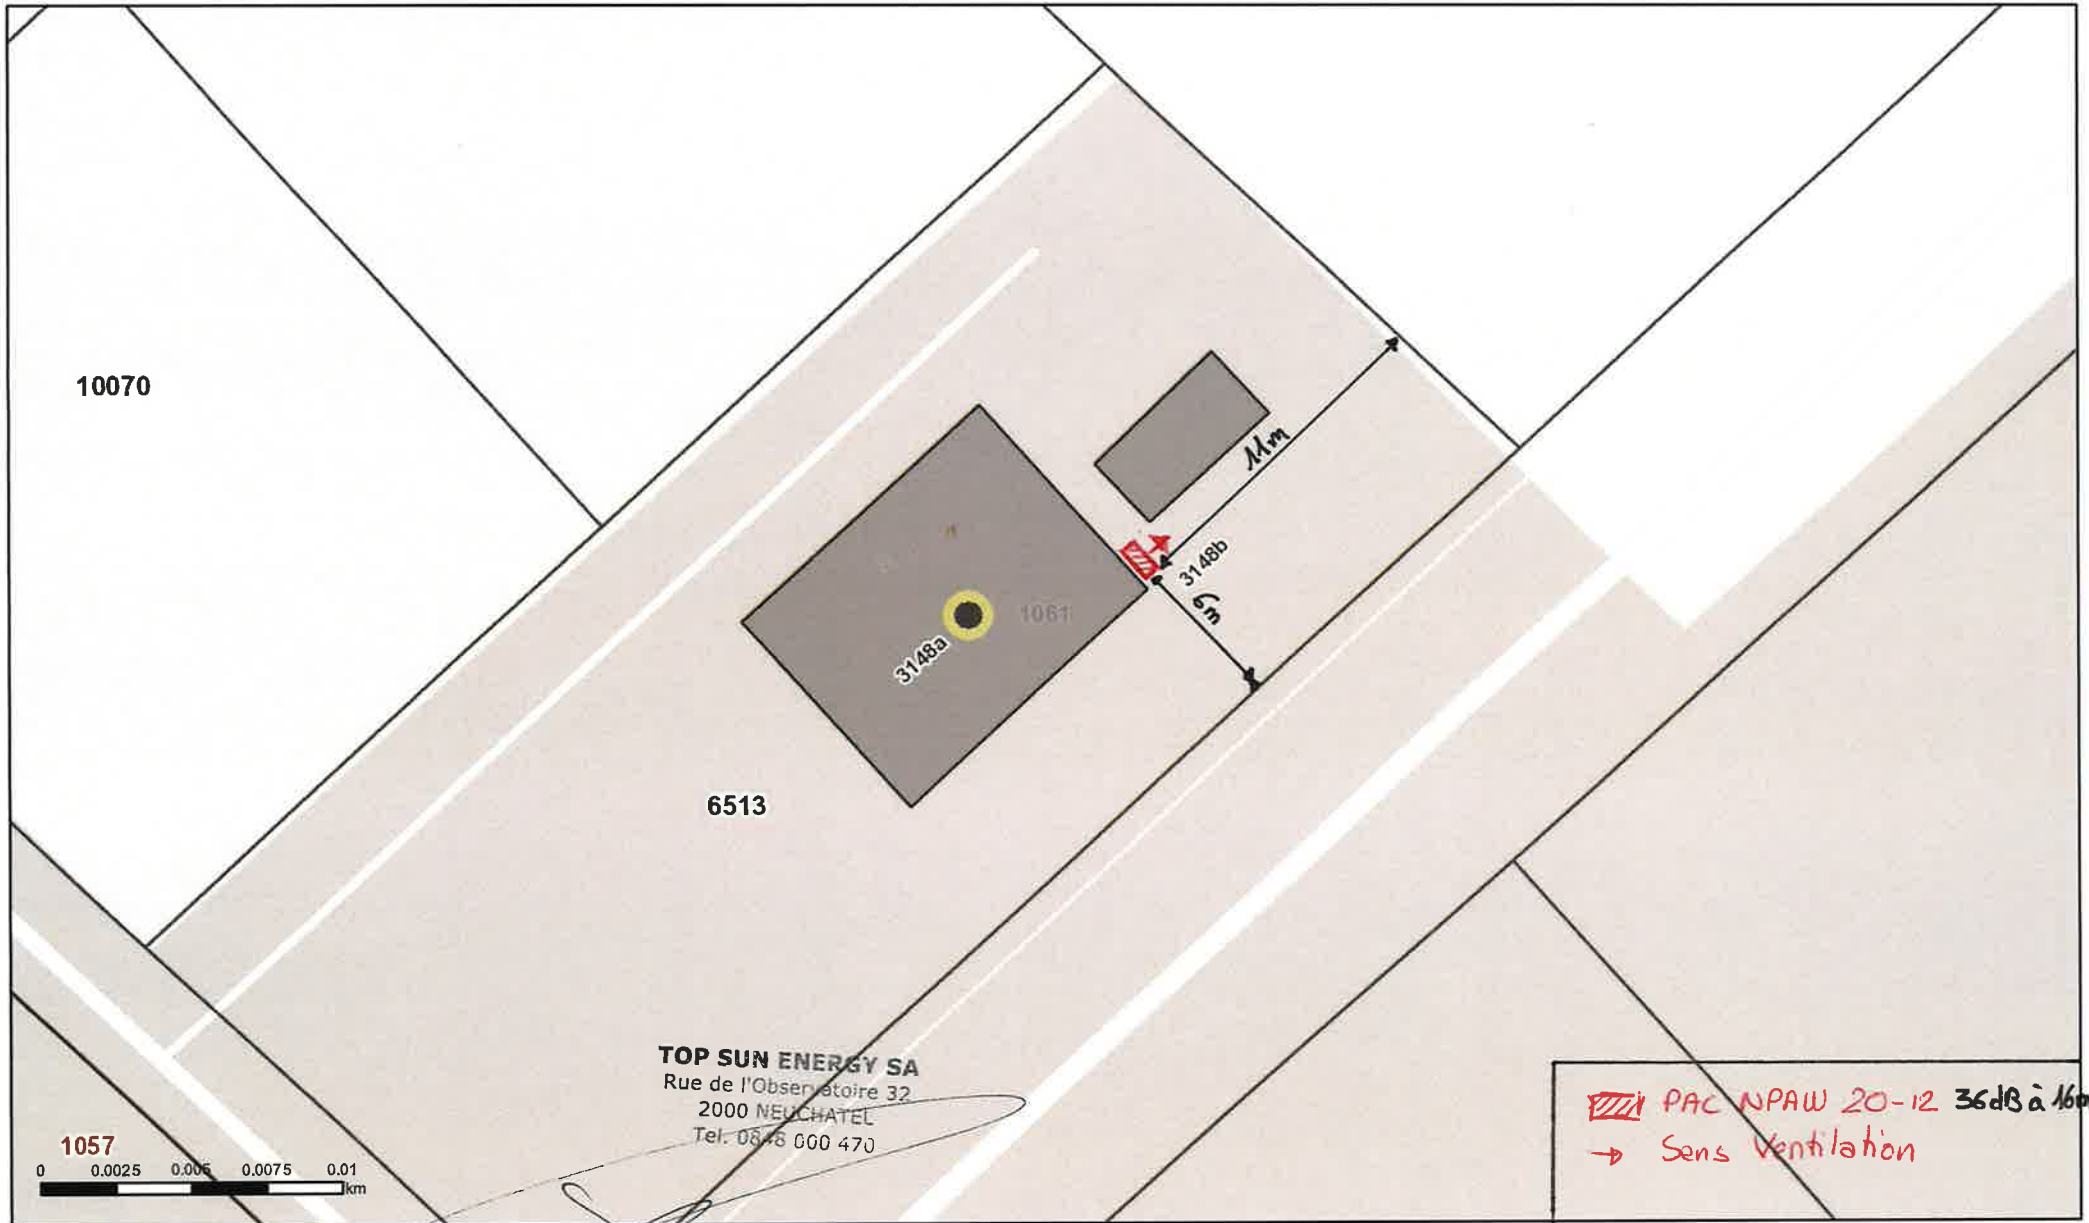 10070
11m
3148b
6m
1061
3148a
6513
TOP SUN ENERGY SA
Rue de l'Observatoire 32
2000 NEUCHATEL
Tel. 0848 000 470
1057
0 0.0025 0.005 0.0075 0.01
km
PAC NPAW 20-12 36dB à 16m
→ Sens Ventilation